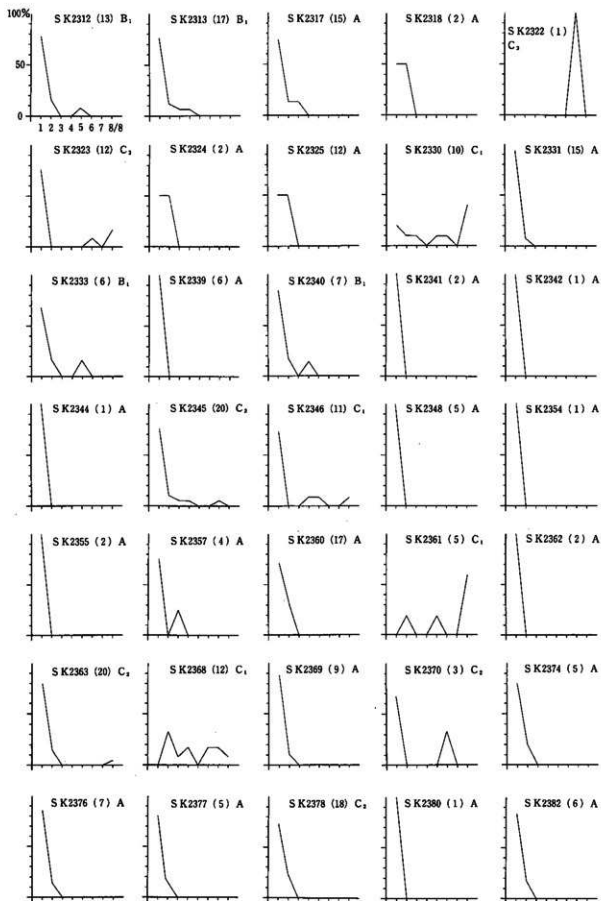 100%
50
0
1 2 3 4 5 6 7 8/8
SK2312 (13) B₁
SK2313 (17) B₁
SK2317 (15) A
SK2318 (2) A
SK2322 (1)
C₃
SK2323 (12) C₃
SK2324 (2) A
SK2325 (12) A
SK2330 (10) C₁
SK2331 (15) A
SK2333 (6) B₁
SK2339 (6) A
SK2340 (7) B₁
SK2341 (2) A
SK2342 (1) A
SK2344 (1) A
SK2345 (20) C₃
SK2346 (11) C₁
SK2348 (5) A
SK2354 (1) A
SK2355 (2) A
SK2357 (4) A
SK2360 (17) A
SK2361 (5) C₁
SK2362 (2) A
SK2363 (20) C₃
SK2368 (12) C₁
SK2369 (9) A
SK2370 (3) C₂
SK2374 (5) A
SK2376 (7) A
SK2377 (5) A
SK2378 (18) C₂
SK2380 (1) A
SK2382 (6) A